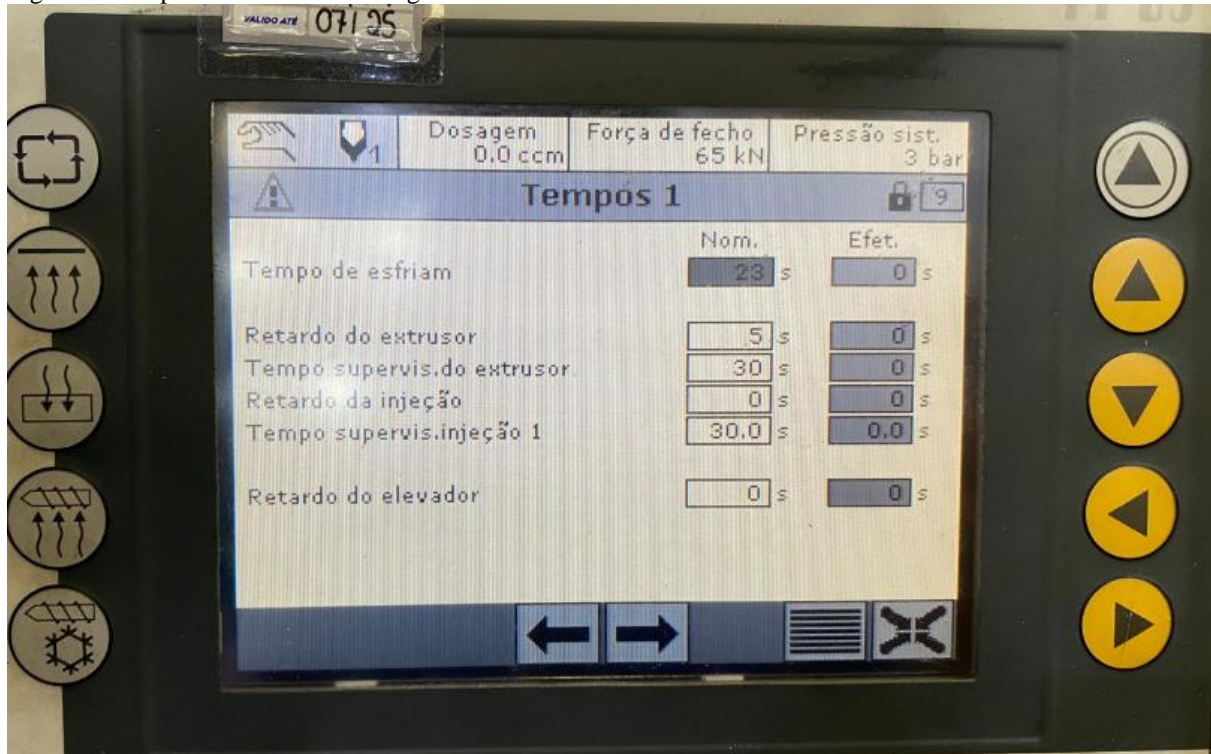 VALIDO ATÉ 07/25
1 Dosagem Força de fecho Pressão sist.
0.0 ccm 65 kN 3 bar
Tempos 1 9
Nom. Efet.
Tempo de esfriam 23 s 0 s
Retardo do extrusor 5 s 0 s
Tempo supervis.do extrusor 30 s 0 s
Retardo da injeção 0 s 0 s
Tempo supervis.injeção 1 30.0 s 0.0 s
Retardo do elevador 0 s 0 s